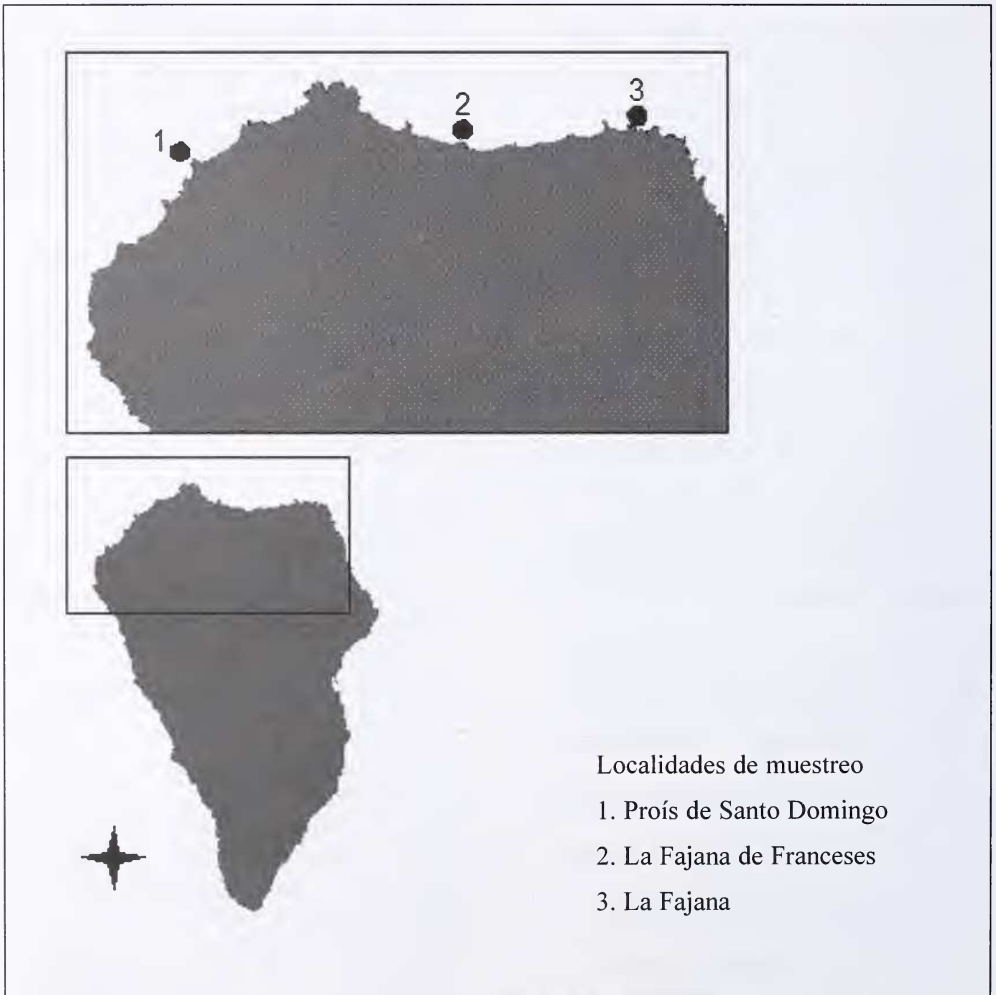 1
2
3
Localidades de muestreo
1. Proís de Santo Domingo
2. La Fajana de Franceses
3. La Fajana